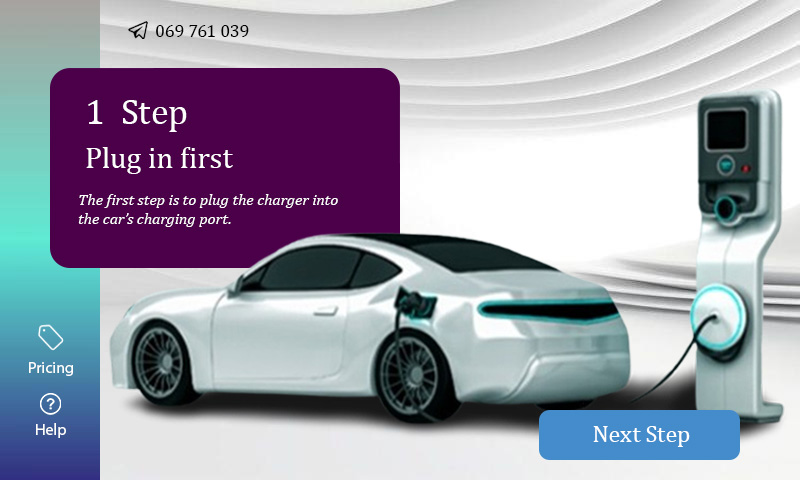 069 761 039
1 Step
Plug in first
The first step is to plug the charger into
the car's charging port.
Pricing
Help
Next Step